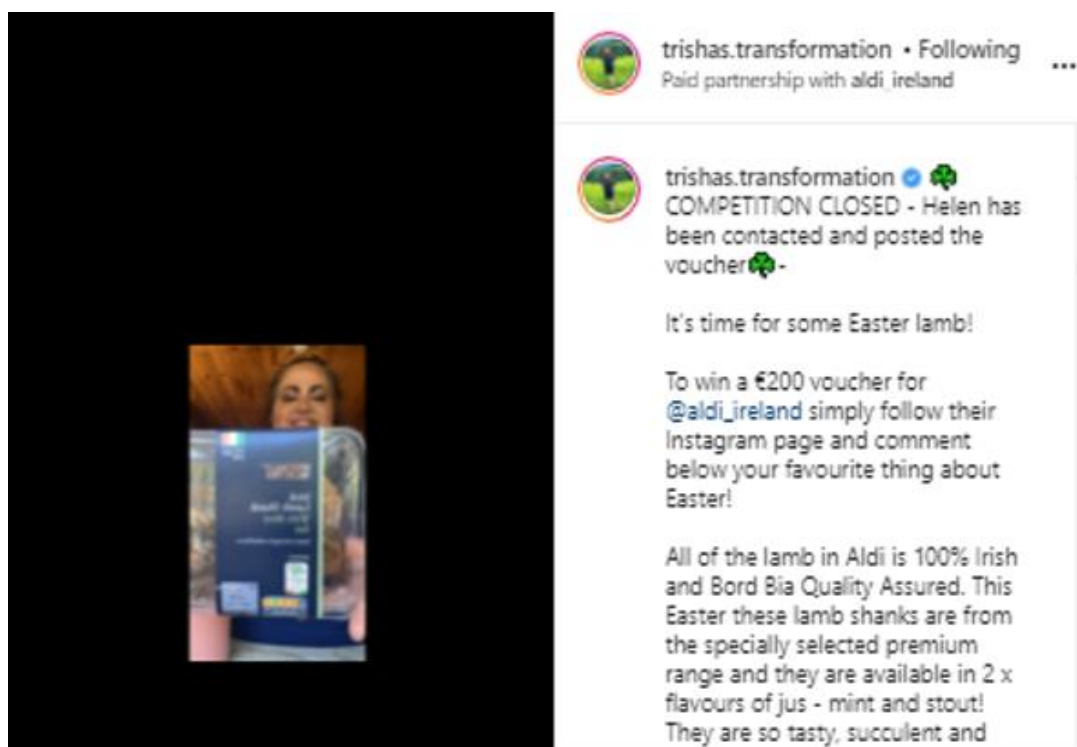 trishas.transformation • Following
Paid partnership with aldi_ireland
...
trishas.transformation ☘
COMPETITION CLOSED - Helen has
been contacted and posted the
voucher☘-
It's time for some Easter lamb!
To win a €200 voucher for
@aldi_ireland simply follow their
Instagram page and comment
below your favourite thing about
Easter!
All of the lamb in Aldi is 100% Irish
and Bord Bia Quality Assured. This
Easter these lamb shanks are from
the specially selected premium
range and they are available in 2 x
flavours of jus - mint and stout!
They are so tasty, succulent and